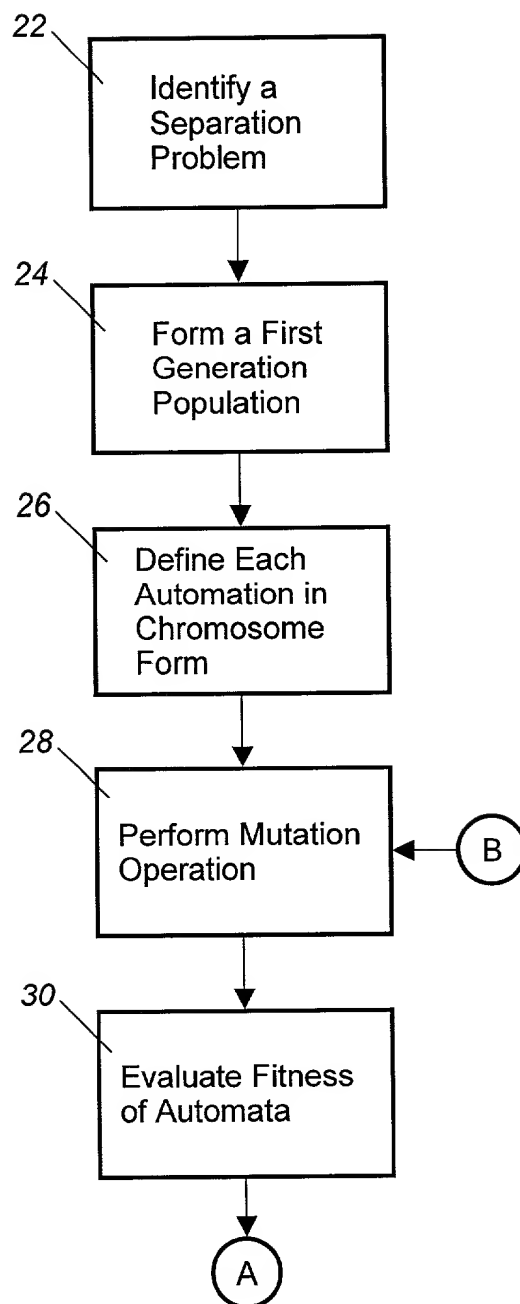 22
Identify a
Separation
Problem
24
Form a First
Generation
Population
26
Define Each
Automation in
Chromosome
Form
28
Perform Mutation
Operation
B
30
Evaluate Fitness
of Automata
A